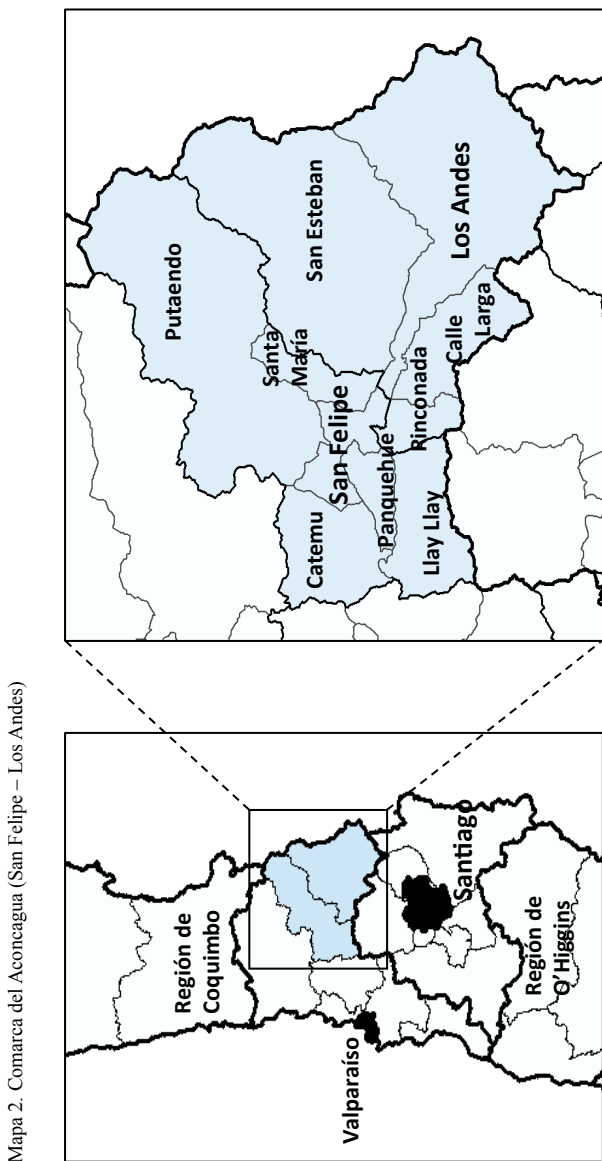 Mapa 2. Comarca del Aconcagua (San Felipe – Los Andes)
Región de
Coquimbo
Valparaíso
Santiago
Región de
O'Higgins
Putaendo
San Esteban
Santa
María
Catemu
San Felipe
Los Andes
Panquehue
Rinconada
Calle
Larga
Llay Llay